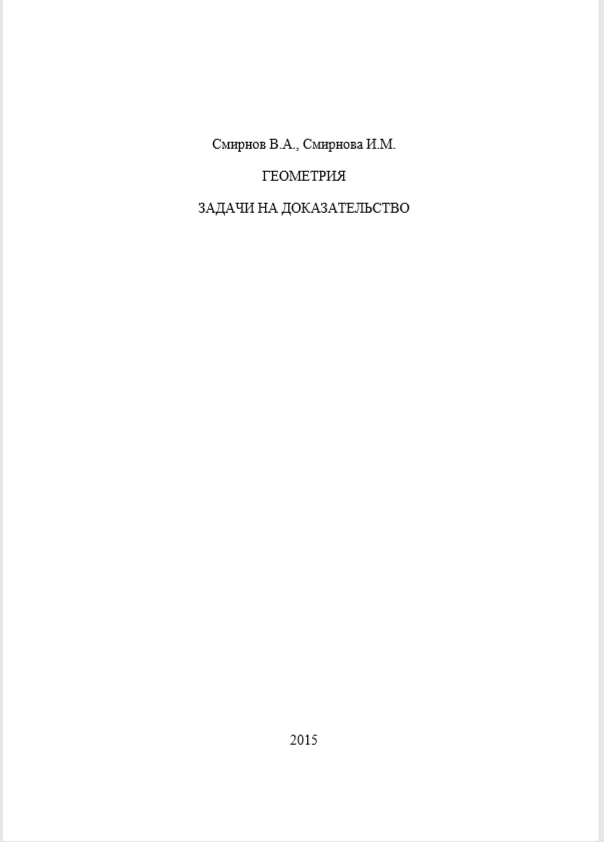 Смирнов В.А., Смирнова И.М.
ГЕОМЕТРИЯ
ЗАДАЧИ НА ДОКАЗАТЕЛЬСТВО
2015